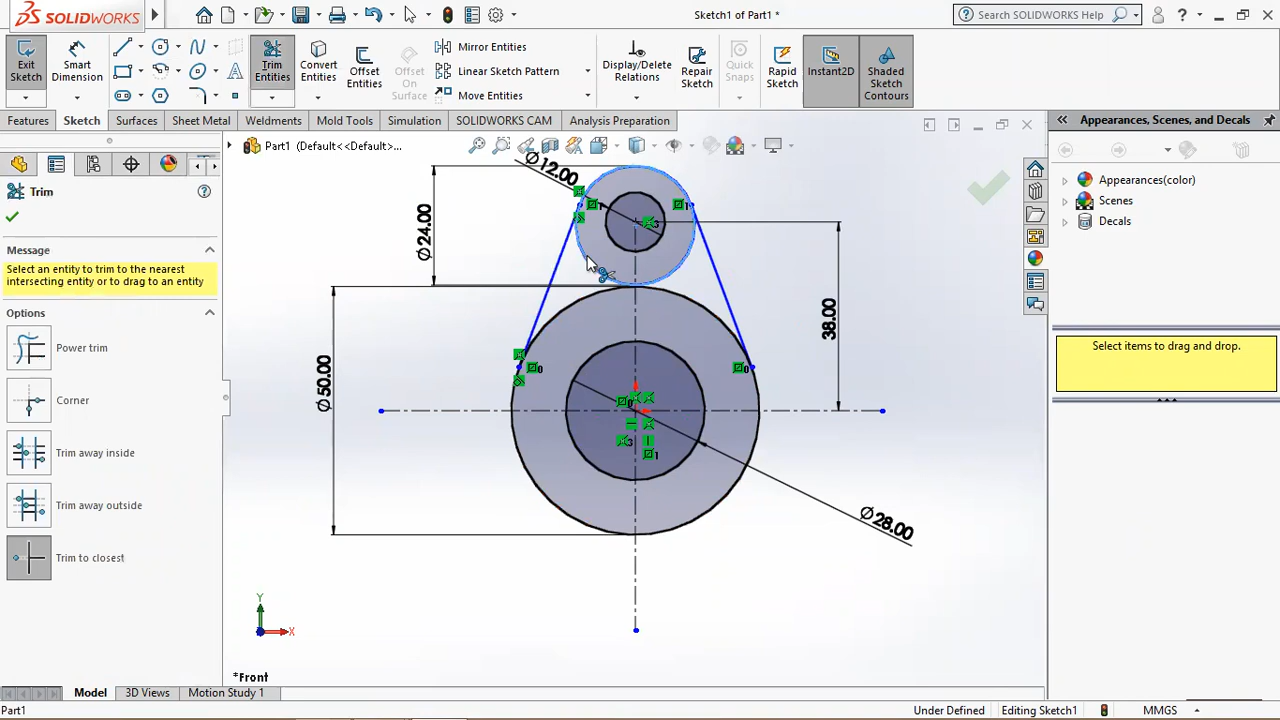 SOLIDWORKS
Sketch1 of Part1 *
Search SOLIDWORKS Help
Exit Sketch
Smart Dimension
Trim Entities
Convert Entities
Offset Entities
Offset On Surface
Mirror Entities
Linear Sketch Pattern
Move Entities
Display/Delete Relations
Repair Sketch
Quick Snaps
Rapid Sketch
Instant2D
Shaded Sketch Contours
Features
Sketch
Surfaces
Sheet Metal
Weldments
Mold Tools
Simulation
SOLIDWORKS CAM
Analysis Preparation
Part1 (Default<<Default>...
Appearances, Scenes, and Decals
Trim
Message
Select an entity to trim to the nearest
intersecting entity or to drag to an entity
Options
Power trim
Corner
Trim away inside
Trim away outside
Trim to closest
Appearances(color)
Scenes
Decals
Select items to drag and drop.
Ø12.00
Ø24.00
38.00
Ø50.00
Ø28.00
Y
X
*Front
Model
3D Views
Motion Study 1
Part1
Under Defined
Editing Sketch1
MMGS